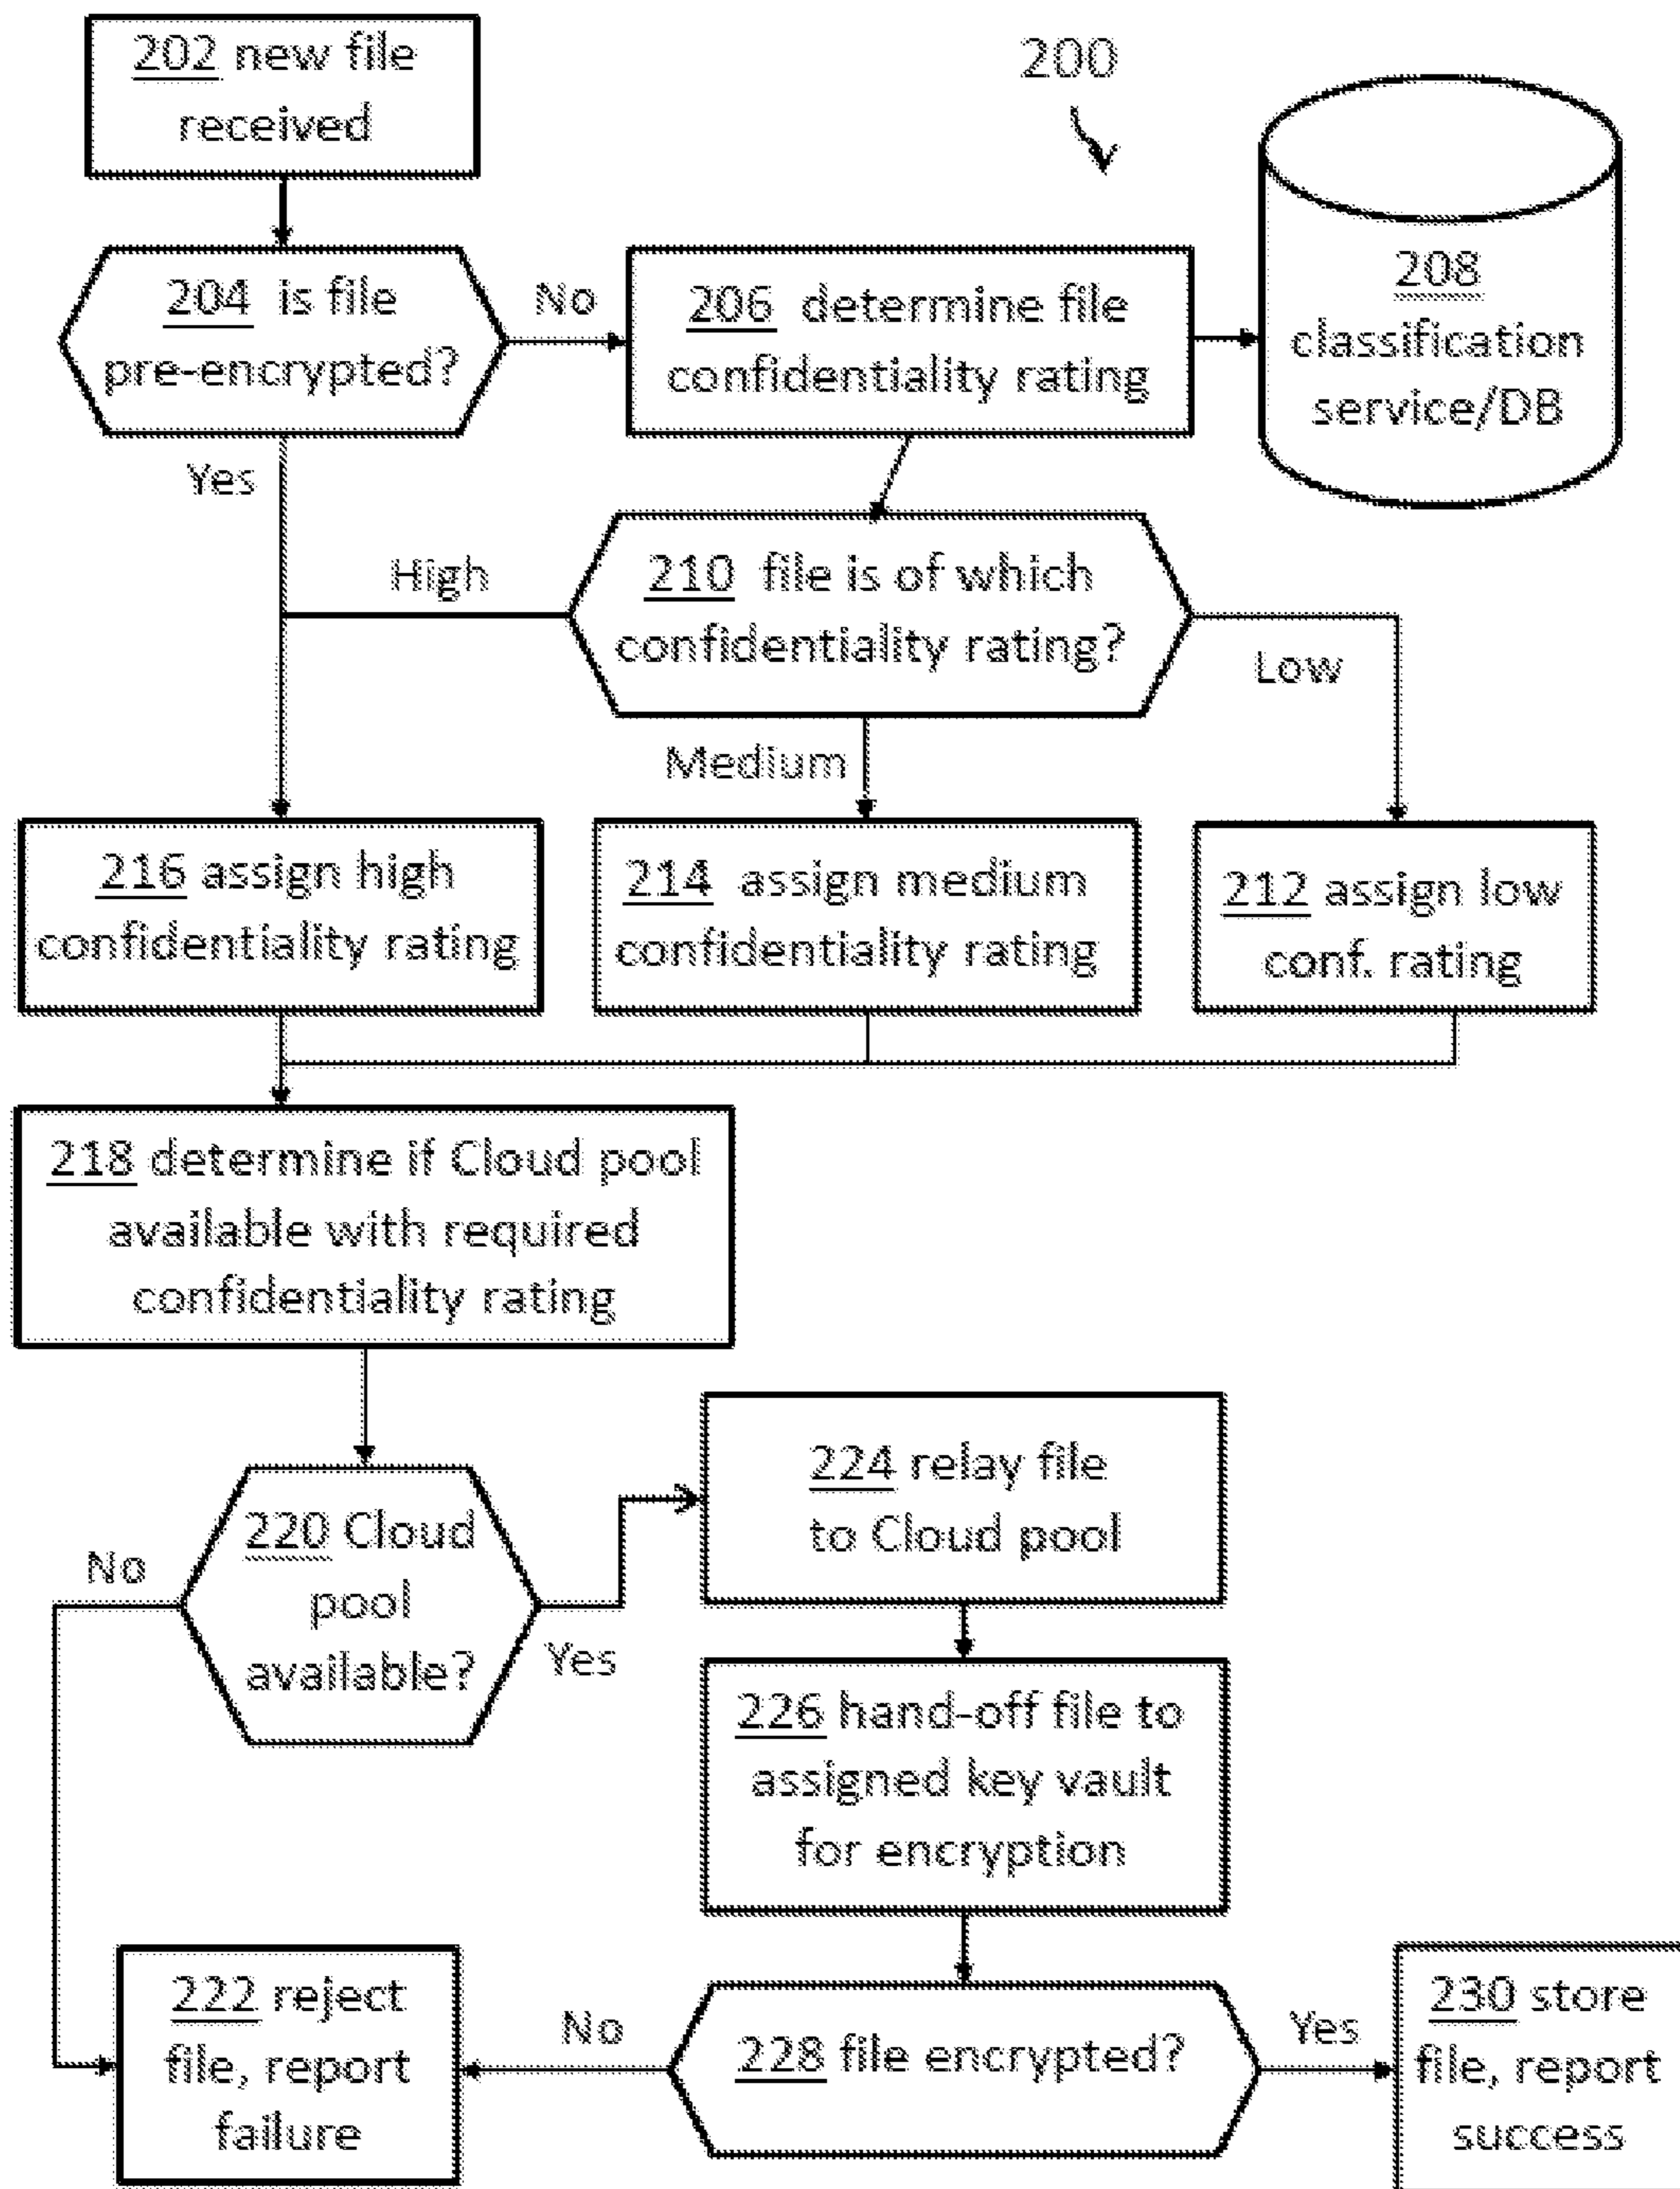 202 new file
received
200
204 is file
pre-encrypted?
No
206 determine file
confidentiality rating
208
classification
service/DB
Yes
High
210 file is of which
confidentiality rating?
Low
Medium
216 assign high
confidentiality rating
214 assign medium
confidentiality rating
212 assign low
conf. rating
218 determine if Cloud pool
available with required
confidentiality rating
220 Cloud
pool
available?
No
Yes
224 relay file
to Cloud pool
226 hand-off file to
assigned key vault
for encryption
222 reject
file, report
failure
No
228 file encrypted?
Yes
230 store
file, report
success